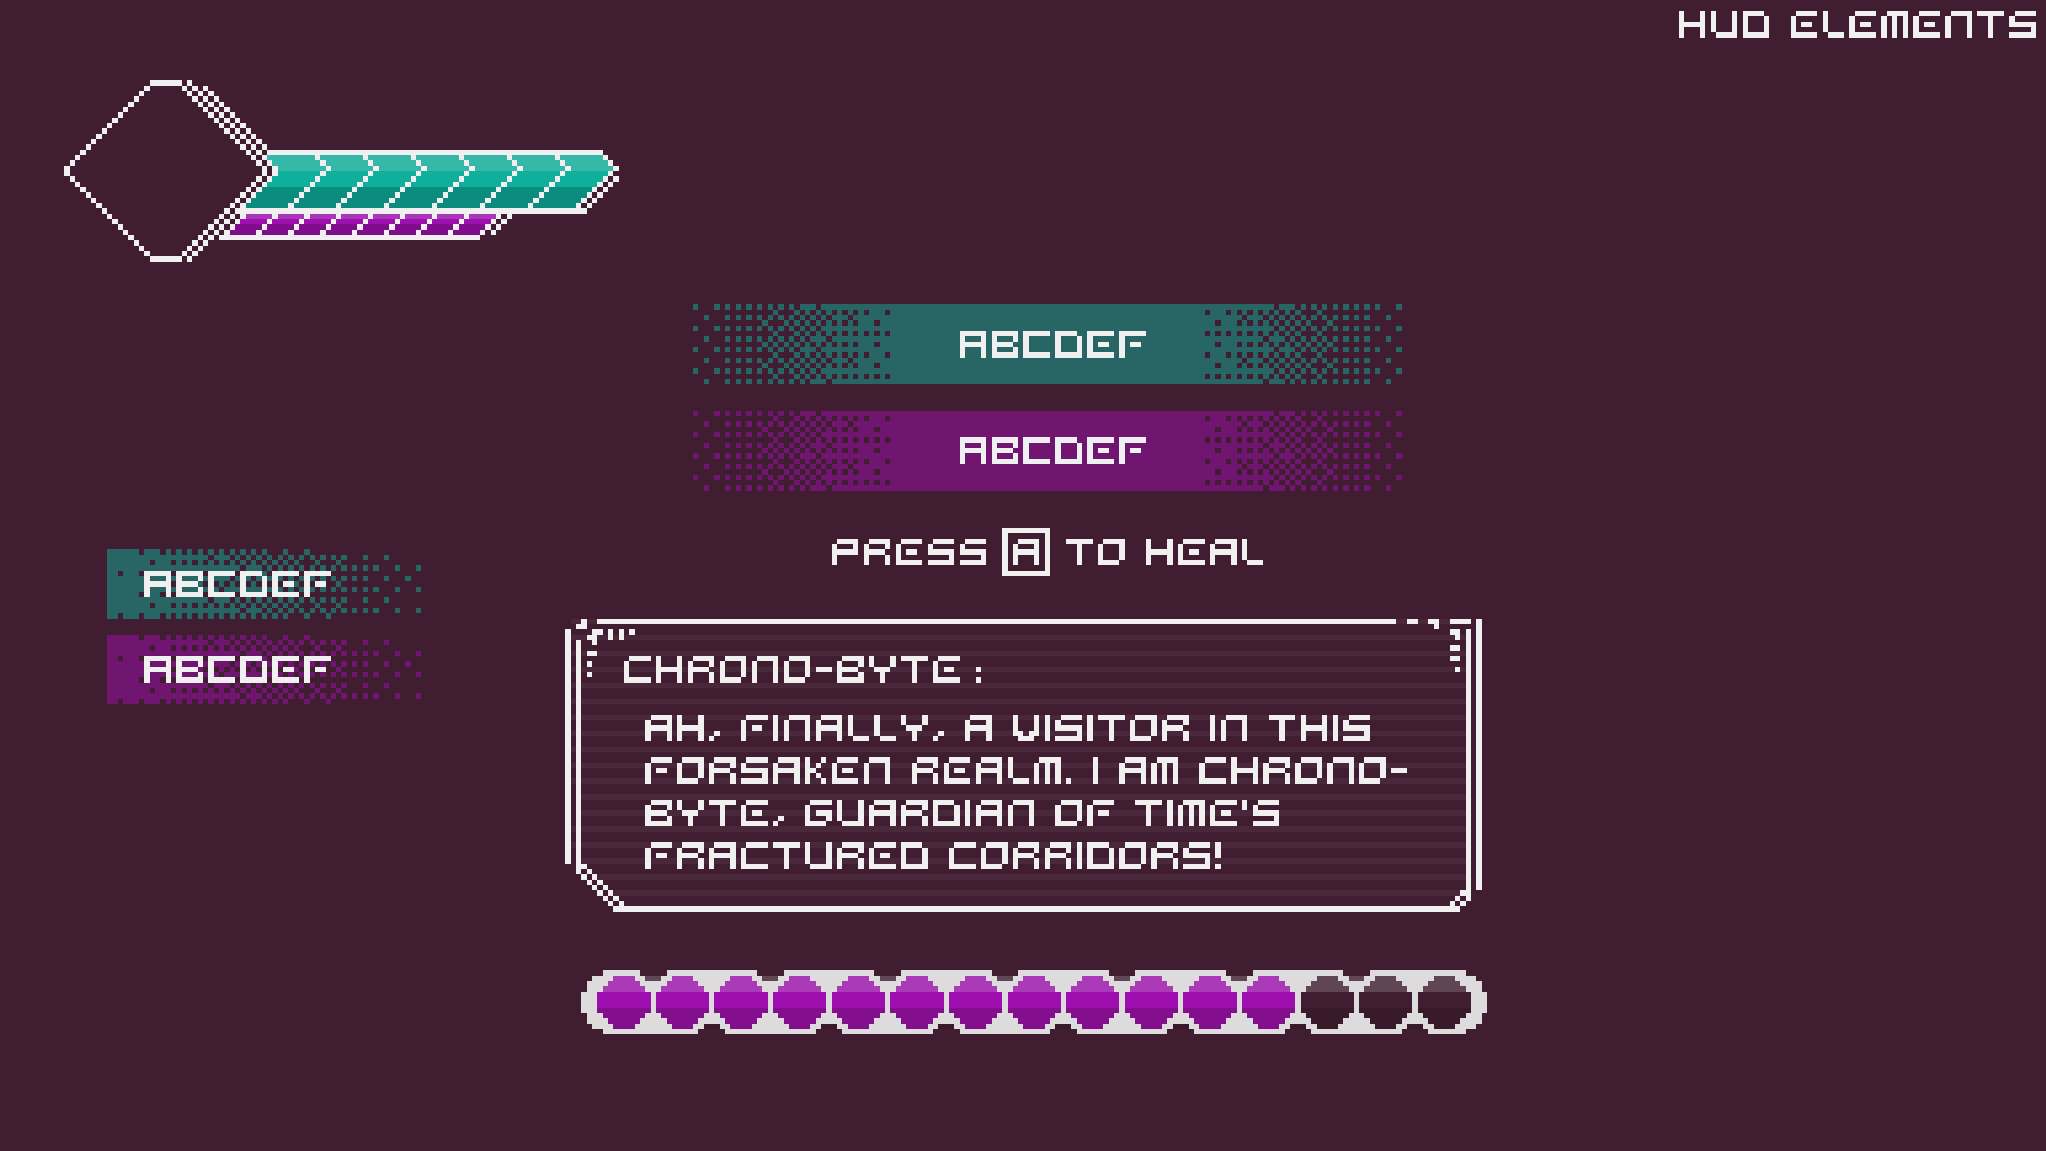 HUD ELEMENTS
ABCDEF
ABCDEF
PRESS A TO HEAL
ABCDEF
ABCDEF
CHRONO-BYTE:
AH, FINALLY, A VISITOR IN THIS
FORSAKEN REALM. I AM CHRONO-
BYTE, GUARDIAN OF TIME'S
FRACTURED CORRIDORS!